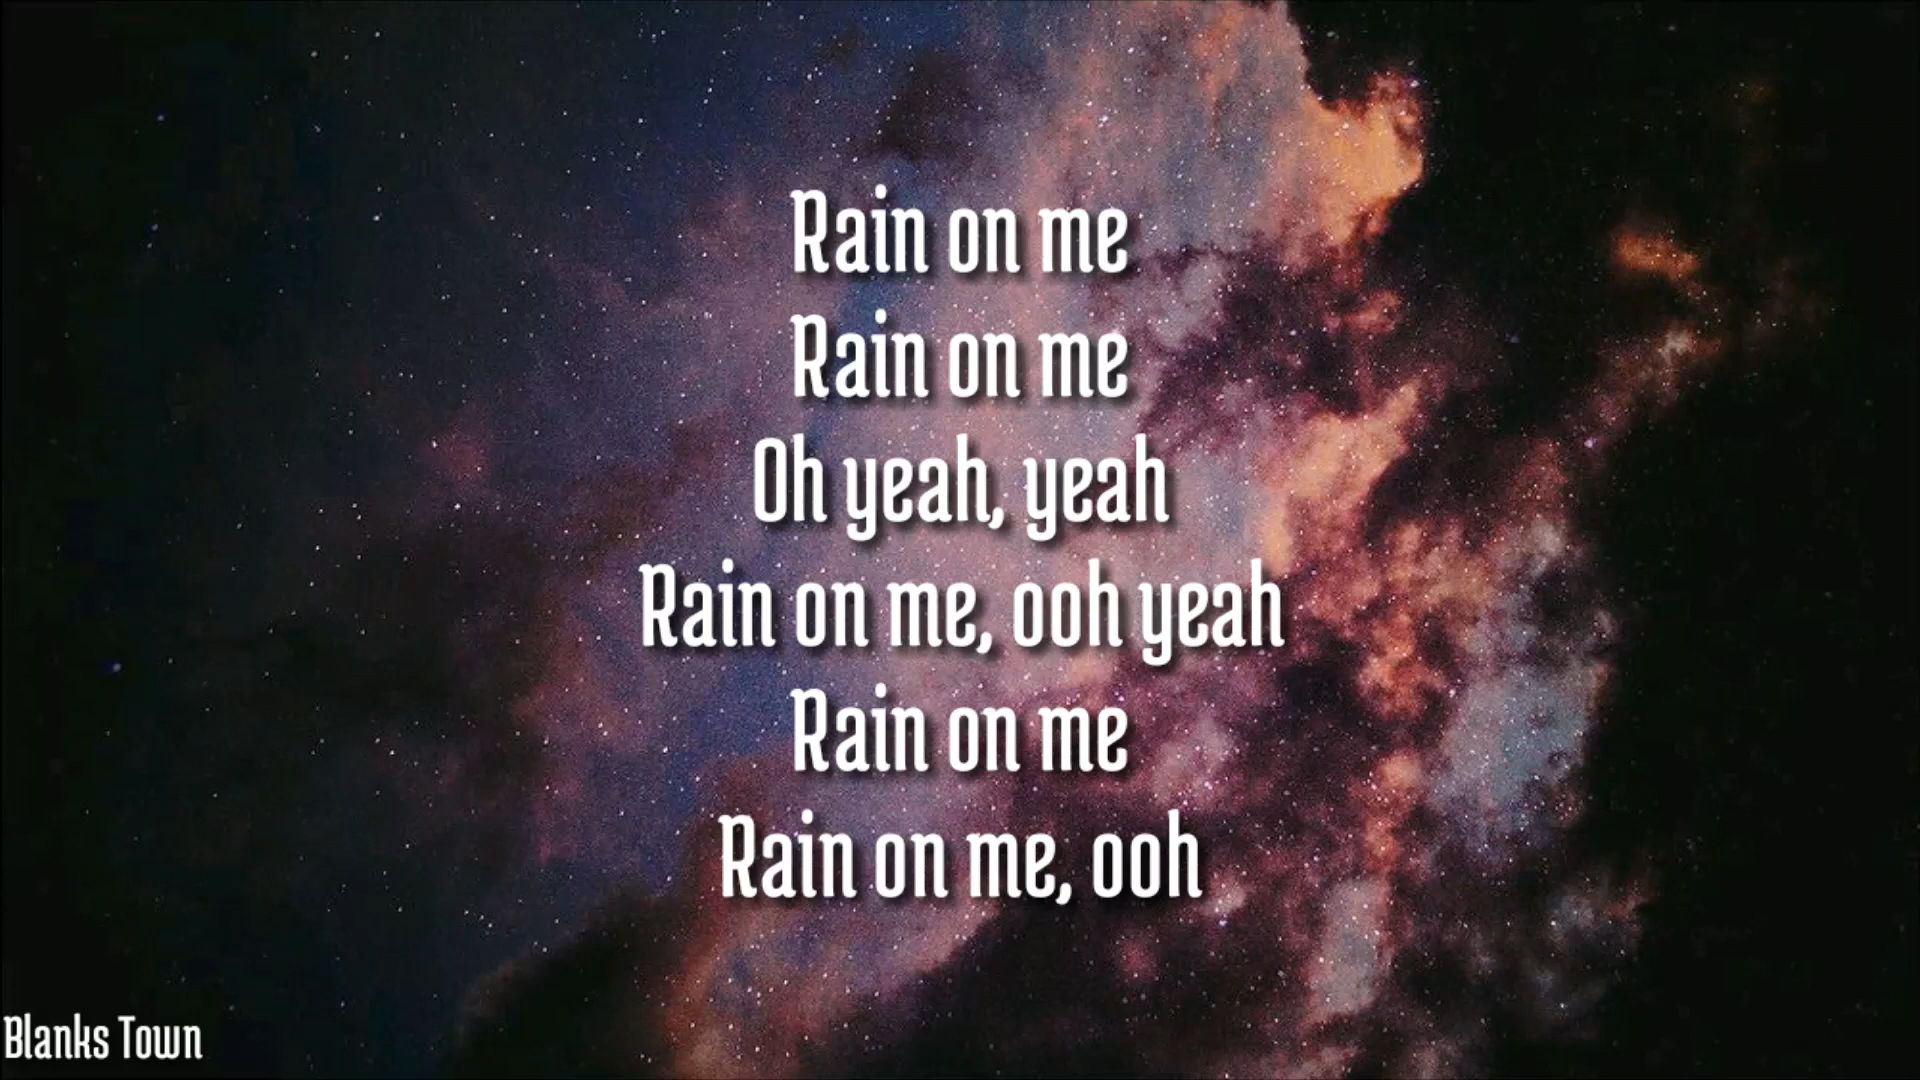 Rain on me
Rain on me
Oh yeah, yeah
Rain on me, ooh yeah
Rain on me
Rain on me, ooh
Blanks Town